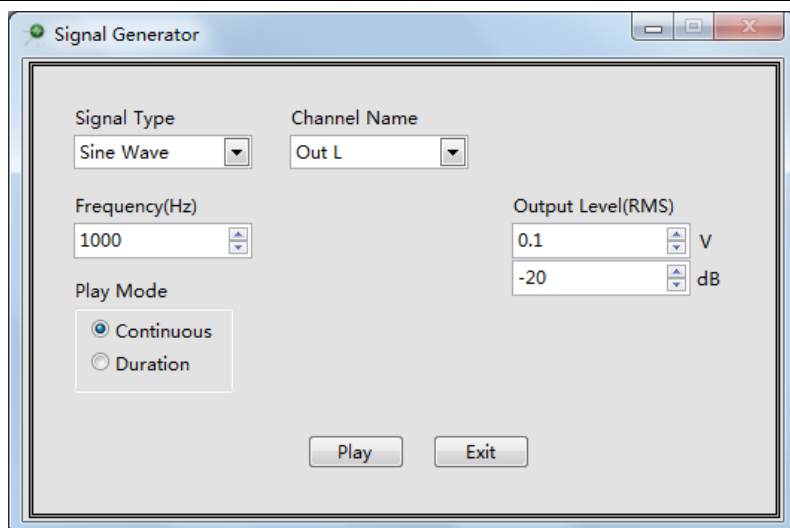 Signal Generator
Signal Type
Channel Name
Sine Wave
Out L
Frequency(Hz)
Output Level(RMS)
1000
0.1 V
-20 dB
Play Mode
Continuous
Duration
Play
Exit